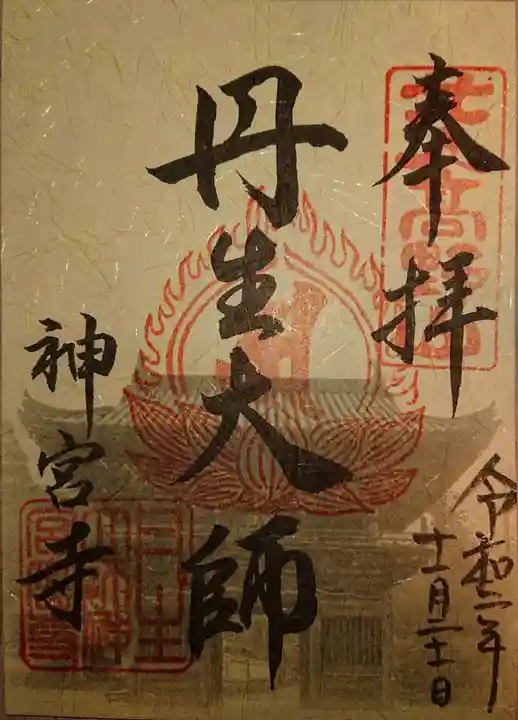 奉拝
令和二年
十一月二十一日
丹生大師
神宮寺